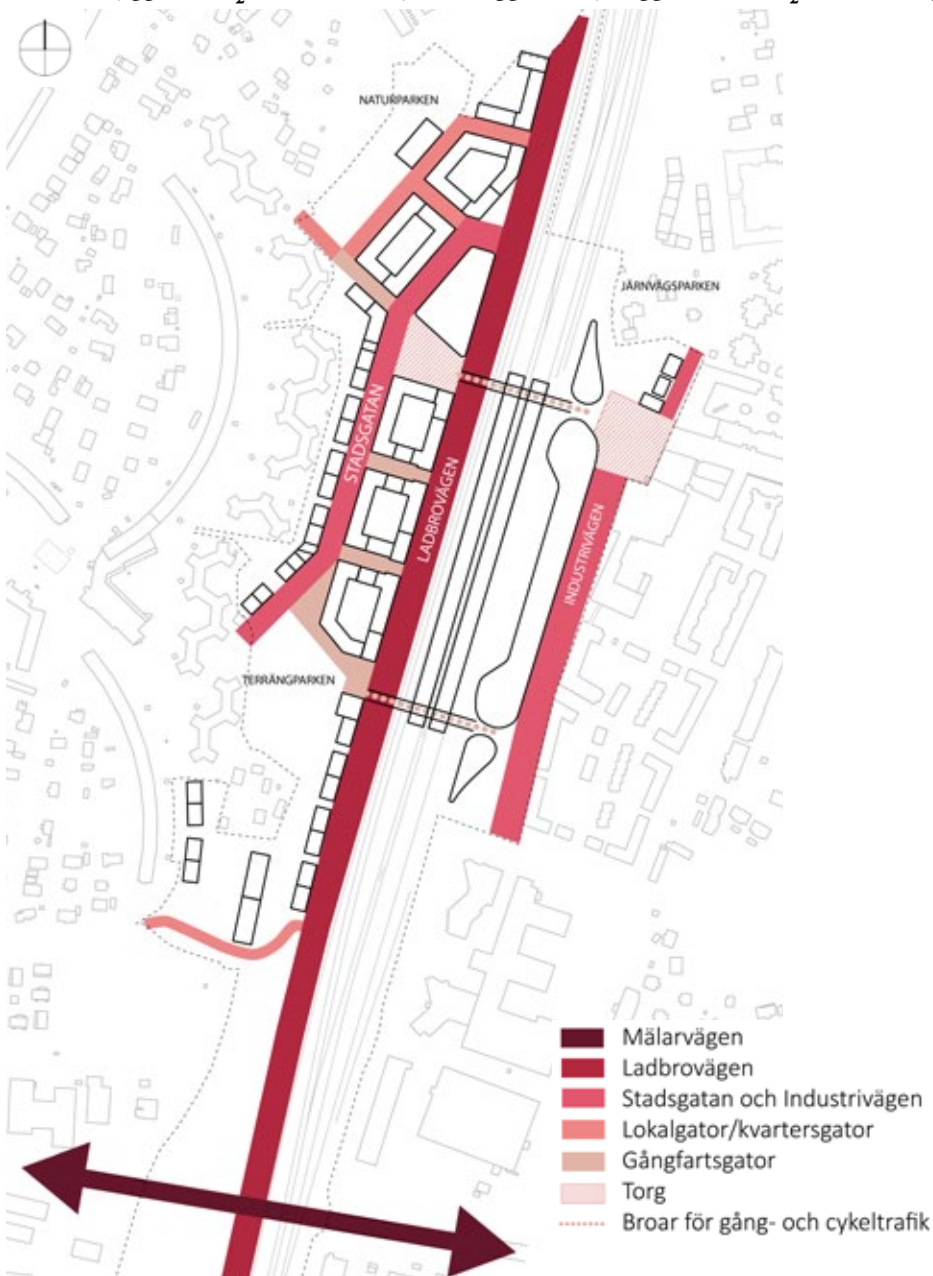 NATURPARKEN
JÄRNVÄGSPARKEN
STADSGATAN
LADBROVÄGEN
INDUSTRIVÄGEN
TERRÄNGPARKEN
Mälarvägen
Ladbrovägen
Stadsgatan och Industrivägen
Lokalgator/kvartersgator
Gångfartsgator
Torg
Broar för gång- och cykeltrafik